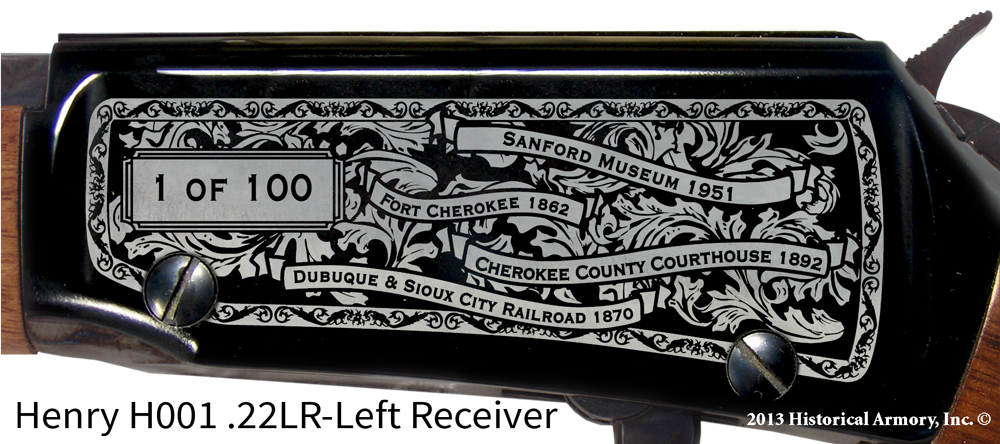 SANFORD MUSEUM 1951
1 OF 100
FORT CHEROKEE 1862
CHEROKEE COUNTY COURTHOUSE 1892
DUBUQUE & SIOUX CITY RAILROAD 1870
Henry H001 .22LR-Left Receiver
2013 Historical Armory, Inc. ©